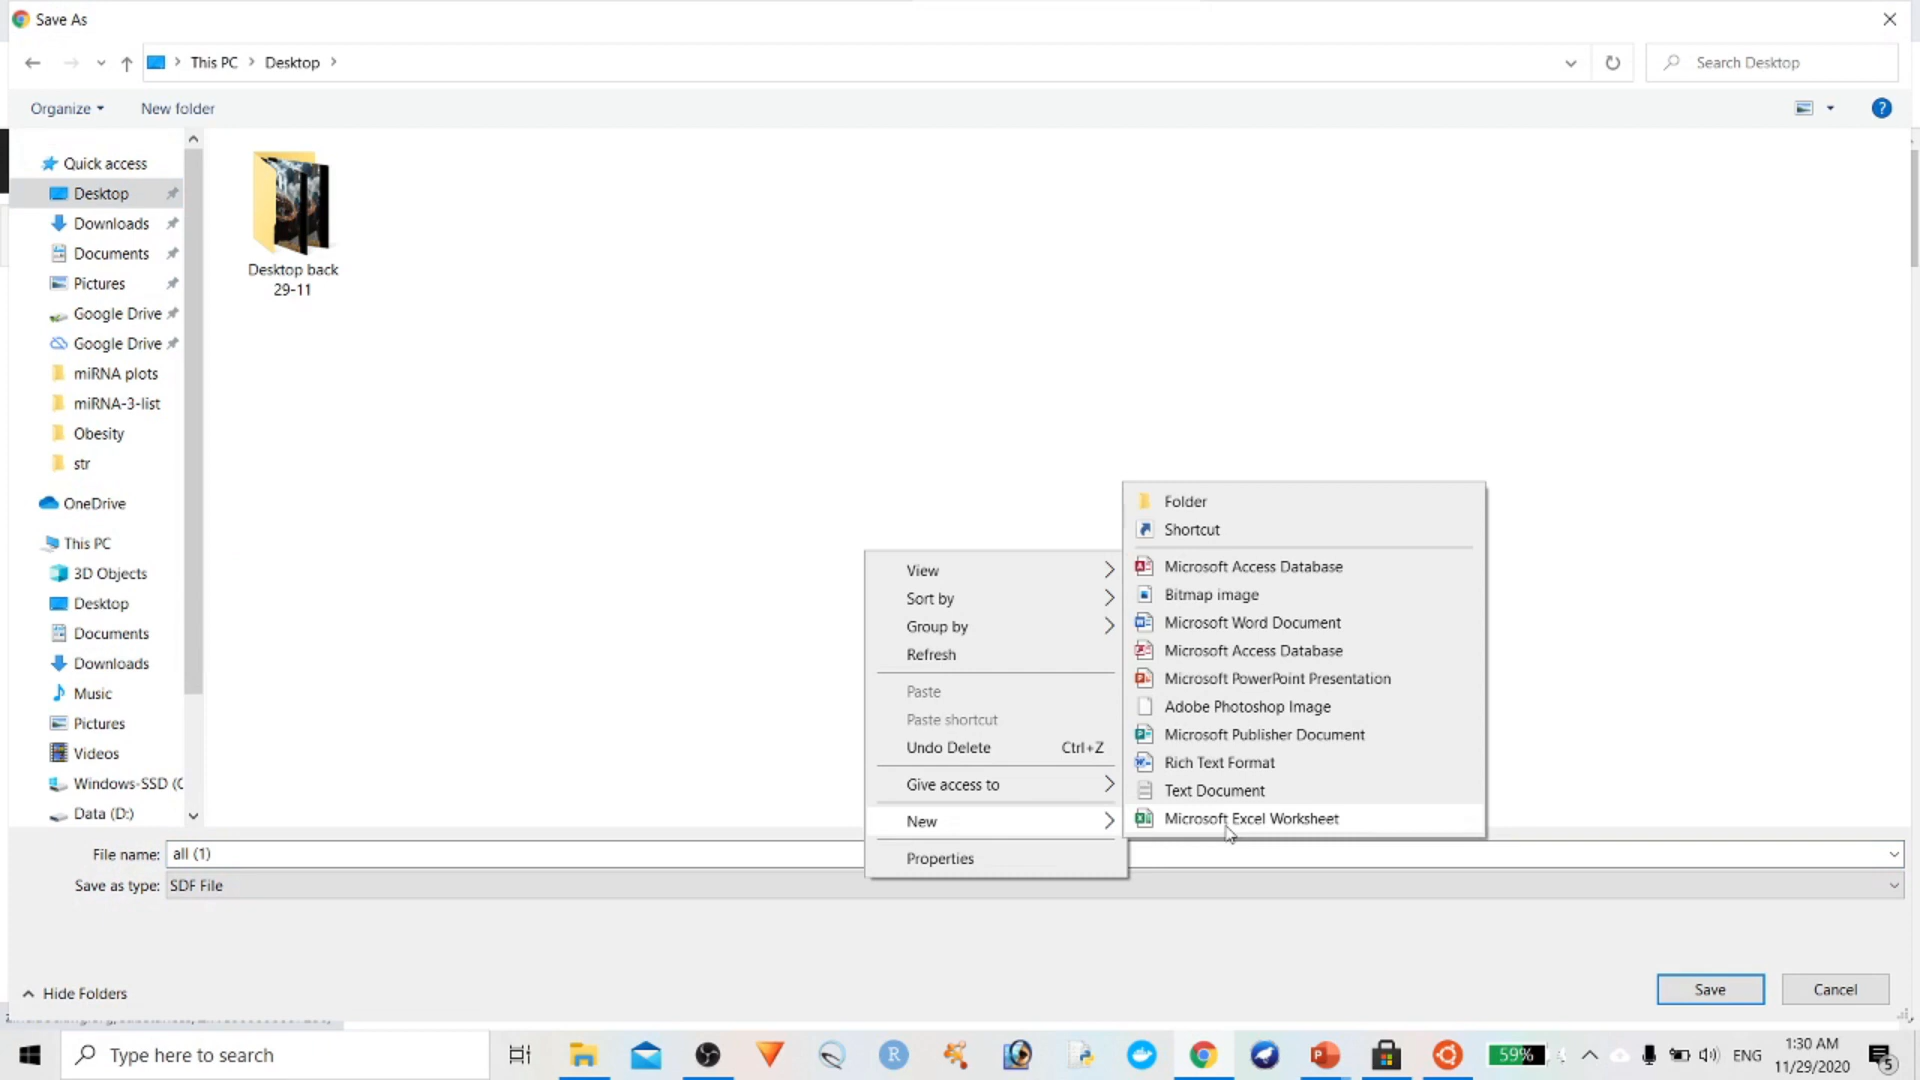 Save As
This PC
Desktop
Search Desktop
Organize
New folder
Quick access
Desktop
Downloads
Documents
Pictures
Google Drive
Google Drive
miRNA plots
miRNA-3-list
Obesity
str
OneDrive
This PC
3D Objects
Desktop
Documents
Downloads
Music
Pictures
Videos
Windows-SSD (C
Data (D:)
Desktop back
29-11
View
Sort by
Group by
Refresh
Paste
Paste shortcut
Undo Delete Ctrl+Z
Give access to
New
Properties
Folder
Shortcut
Microsoft Access Database
Bitmap image
Microsoft Word Document
Microsoft Access Database
Microsoft PowerPoint Presentation
Adobe Photoshop Image
Microsoft Publisher Document
Rich Text Format
Text Document
Microsoft Excel Worksheet
File name: all (1)
Save as type: SDF File
Hide Folders
Save
Cancel
Type here to search
59%
ENG
1:30 AM
11/29/2020
5